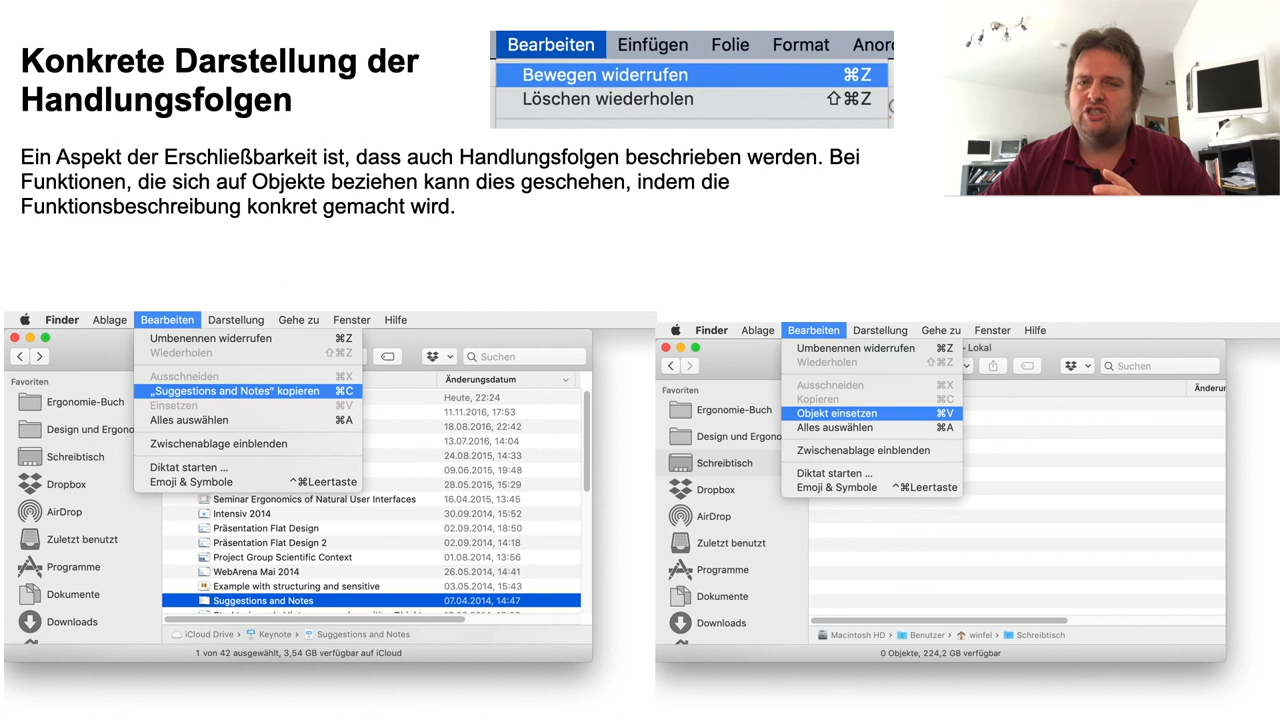 Konkrete Darstellung der
Handlungsfolgen
Bearbeiten Einfügen Folie Format
Bewegen widerrufen ⌘Z
Löschen wiederholen ⇧⌘Z
Ein Aspekt der Erschließbarkeit ist, dass auch Handlungsfolgen beschrieben werden. Bei
Funktionen, die sich auf Objekte beziehen kann dies geschehen, indem die
Funktionsbeschreibung konkret gemacht wird.
Finder Ablage Bearbeiten Darstellung Gehe zu Fenster Hilfe
Umbenennen widerrufen ⌘Z
Wiederholen ⇧⌘Z
Ausschneiden ⌘X
„Suggestions and Notes“ kopieren ⌘C
Einsetzen ⌘V
Alles auswählen ⌘A
Zwischenablage einblenden
Diktat starten ...
Emoji & Symbole ^⌘Leertaste
Suchen
Favoriten
Ergonomie-Buch
Design und Ergono
Schreibtisch
Dropbox
AirDrop
Zuletzt benutzt
Programme
Dokumente
Downloads
Änderungsdatum
Heute, 22:24
11.11.2016, 17:53
18.08.2016, 22:42
13.07.2016, 14:04
24.08.2015, 14:33
09.06.2015, 19:48
28.05.2015, 15:29
Seminar Ergonomics of Natural User Interfaces 16.04.2015, 13:45
Intensiv 2014 30.09.2014, 15:52
Präsentation Flat Design 02.09.2014, 18:50
Präsentation Flat Design 2 02.09.2014, 14:18
Project Group Scientific Context 01.08.2014, 13:56
WebArena Mai 2014 26.05.2014, 14:41
Example with structuring and sensitive 03.05.2014, 15:43
Suggestions and Notes 07.04.2014, 14:47
iCloud Drive › Keynote › Suggestions and Notes
1 von 42 ausgewählt, 3,54 GB verfügbar auf iCloud
Finder Ablage Bearbeiten Darstellung Gehe zu Fenster Hilfe
Umbenennen widerrufen ⌘Z
Wiederholen ⇧⌘Z
Ausschneiden ⌘X
Kopieren ⌘C
Objekt einsetzen ⌘V
Alles auswählen ⌘A
Zwischenablage einblenden
Diktat starten ...
Emoji & Symbole ^⌘Leertaste
- Lokal
Suchen
Favoriten
Ergonomie-Buch
Design und Ergono
Schreibtisch
Dropbox
AirDrop
Zuletzt benutzt
Programme
Dokumente
Downloads
Änderur
Macintosh HD › Benutzer › winfel › Schreibtisch
0 Objekte, 224,2 GB verfügbar